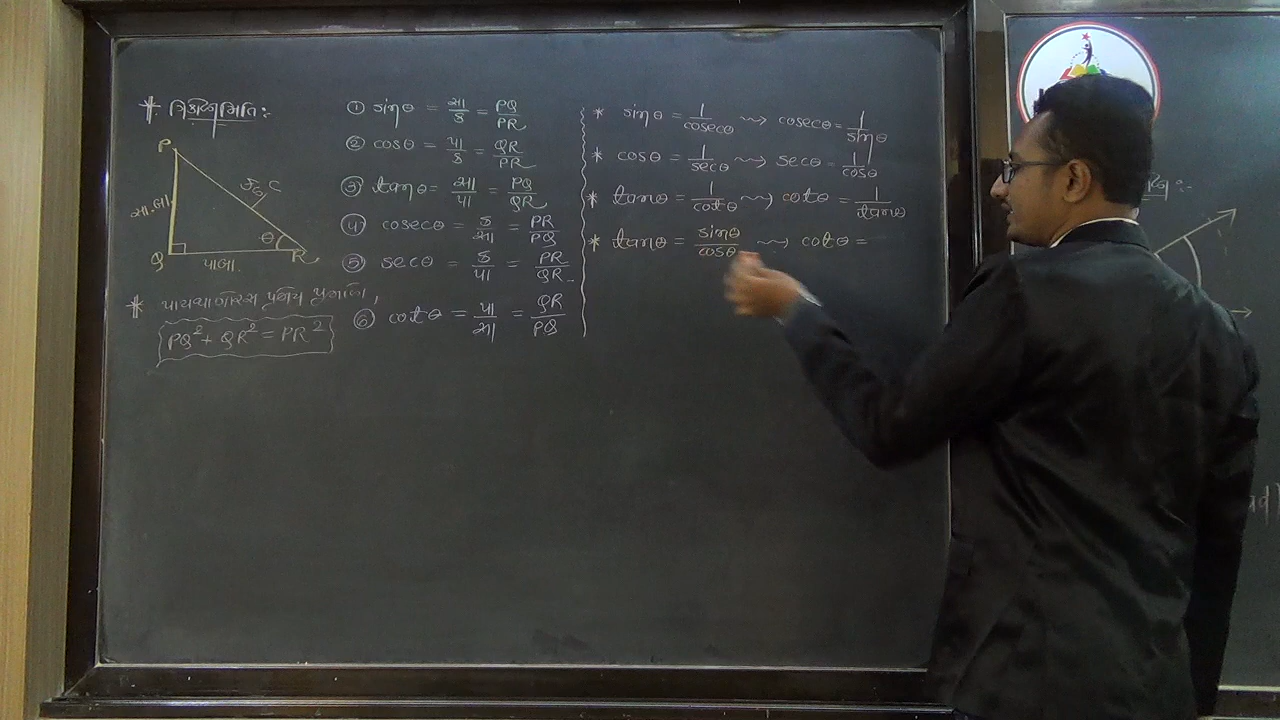 * ત્રિકોણમિતિ :-
P
સા.બા.
કર્ણ
θ
Q
પા.બા.
R
* પાયથાગોરસ પ્રમેય પ્રમાણે,
PQ² + QR² = PR²
① sinθ = સા/ક = PQ/PR
② cosθ = પા/ક = QR/PR
③ tanθ = સા/પા = PQ/QR
④ cosecθ = ક/સા = PR/PQ
⑤ secθ = ક/પા = PR/QR
⑥ cotθ = પા/સા = QR/PQ
* sinθ = 1/cosecθ ⇝ cosecθ = 1/sinθ
* cosθ = 1/secθ ⇝ secθ = 1/cosθ
* tanθ = 1/cotθ ⇝ cotθ = 1/tanθ
* tanθ = sinθ/cosθ ⇝ cotθ =